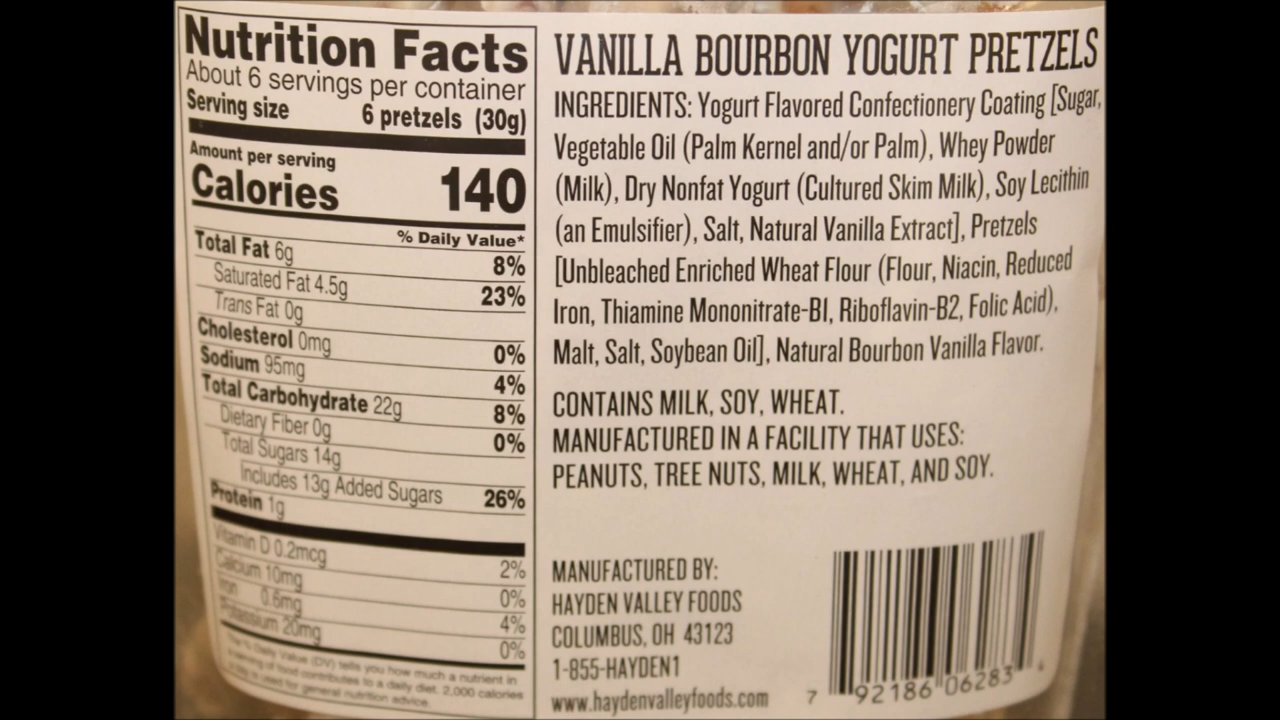 Nutrition Facts
About 6 servings per container
Serving size 6 pretzels (30g)
Amount per serving
Calories 140
% Daily Value*
Total Fat 6g 8%
Saturated Fat 4.5g 23%
Trans Fat 0g
Cholesterol 0mg 0%
Sodium 95mg 4%
Total Carbohydrate 22g 8%
Dietary Fiber 0g 0%
Total Sugars 14g
Includes 13g Added Sugars 26%
Protein 1g
Vitamin D 0.2mcg 2%
Calcium 10mg 0%
Iron 0.6mg 4%
Potassium 20mg 0%
Daily Value (DV) tells you how much a nutrient in
serving of food contributes to a daily diet. 2,000 calories
day is used for general nutrition advice.
VANILLA BOURBON YOGURT PRETZELS
INGREDIENTS: Yogurt Flavored Confectionery Coating [Sugar,
Vegetable Oil (Palm Kernel and/or Palm), Whey Powder
(Milk), Dry Nonfat Yogurt (Cultured Skim Milk), Soy Lecithin
(an Emulsifier), Salt, Natural Vanilla Extract], Pretzels
[Unbleached Enriched Wheat Flour (Flour, Niacin, Reduced
Iron, Thiamine Mononitrate-B1, Riboflavin-B2, Folic Acid),
Malt, Salt, Soybean Oil], Natural Bourbon Vanilla Flavor.
CONTAINS MILK, SOY, WHEAT.
MANUFACTURED IN A FACILITY THAT USES:
PEANUTS, TREE NUTS, MILK, WHEAT, AND SOY.
MANUFACTURED BY:
HAYDEN VALLEY FOODS
COLUMBUS, OH 43123
1-855-HAYDEN1
www.haydenvalleyfoods.com
7 92186 06283